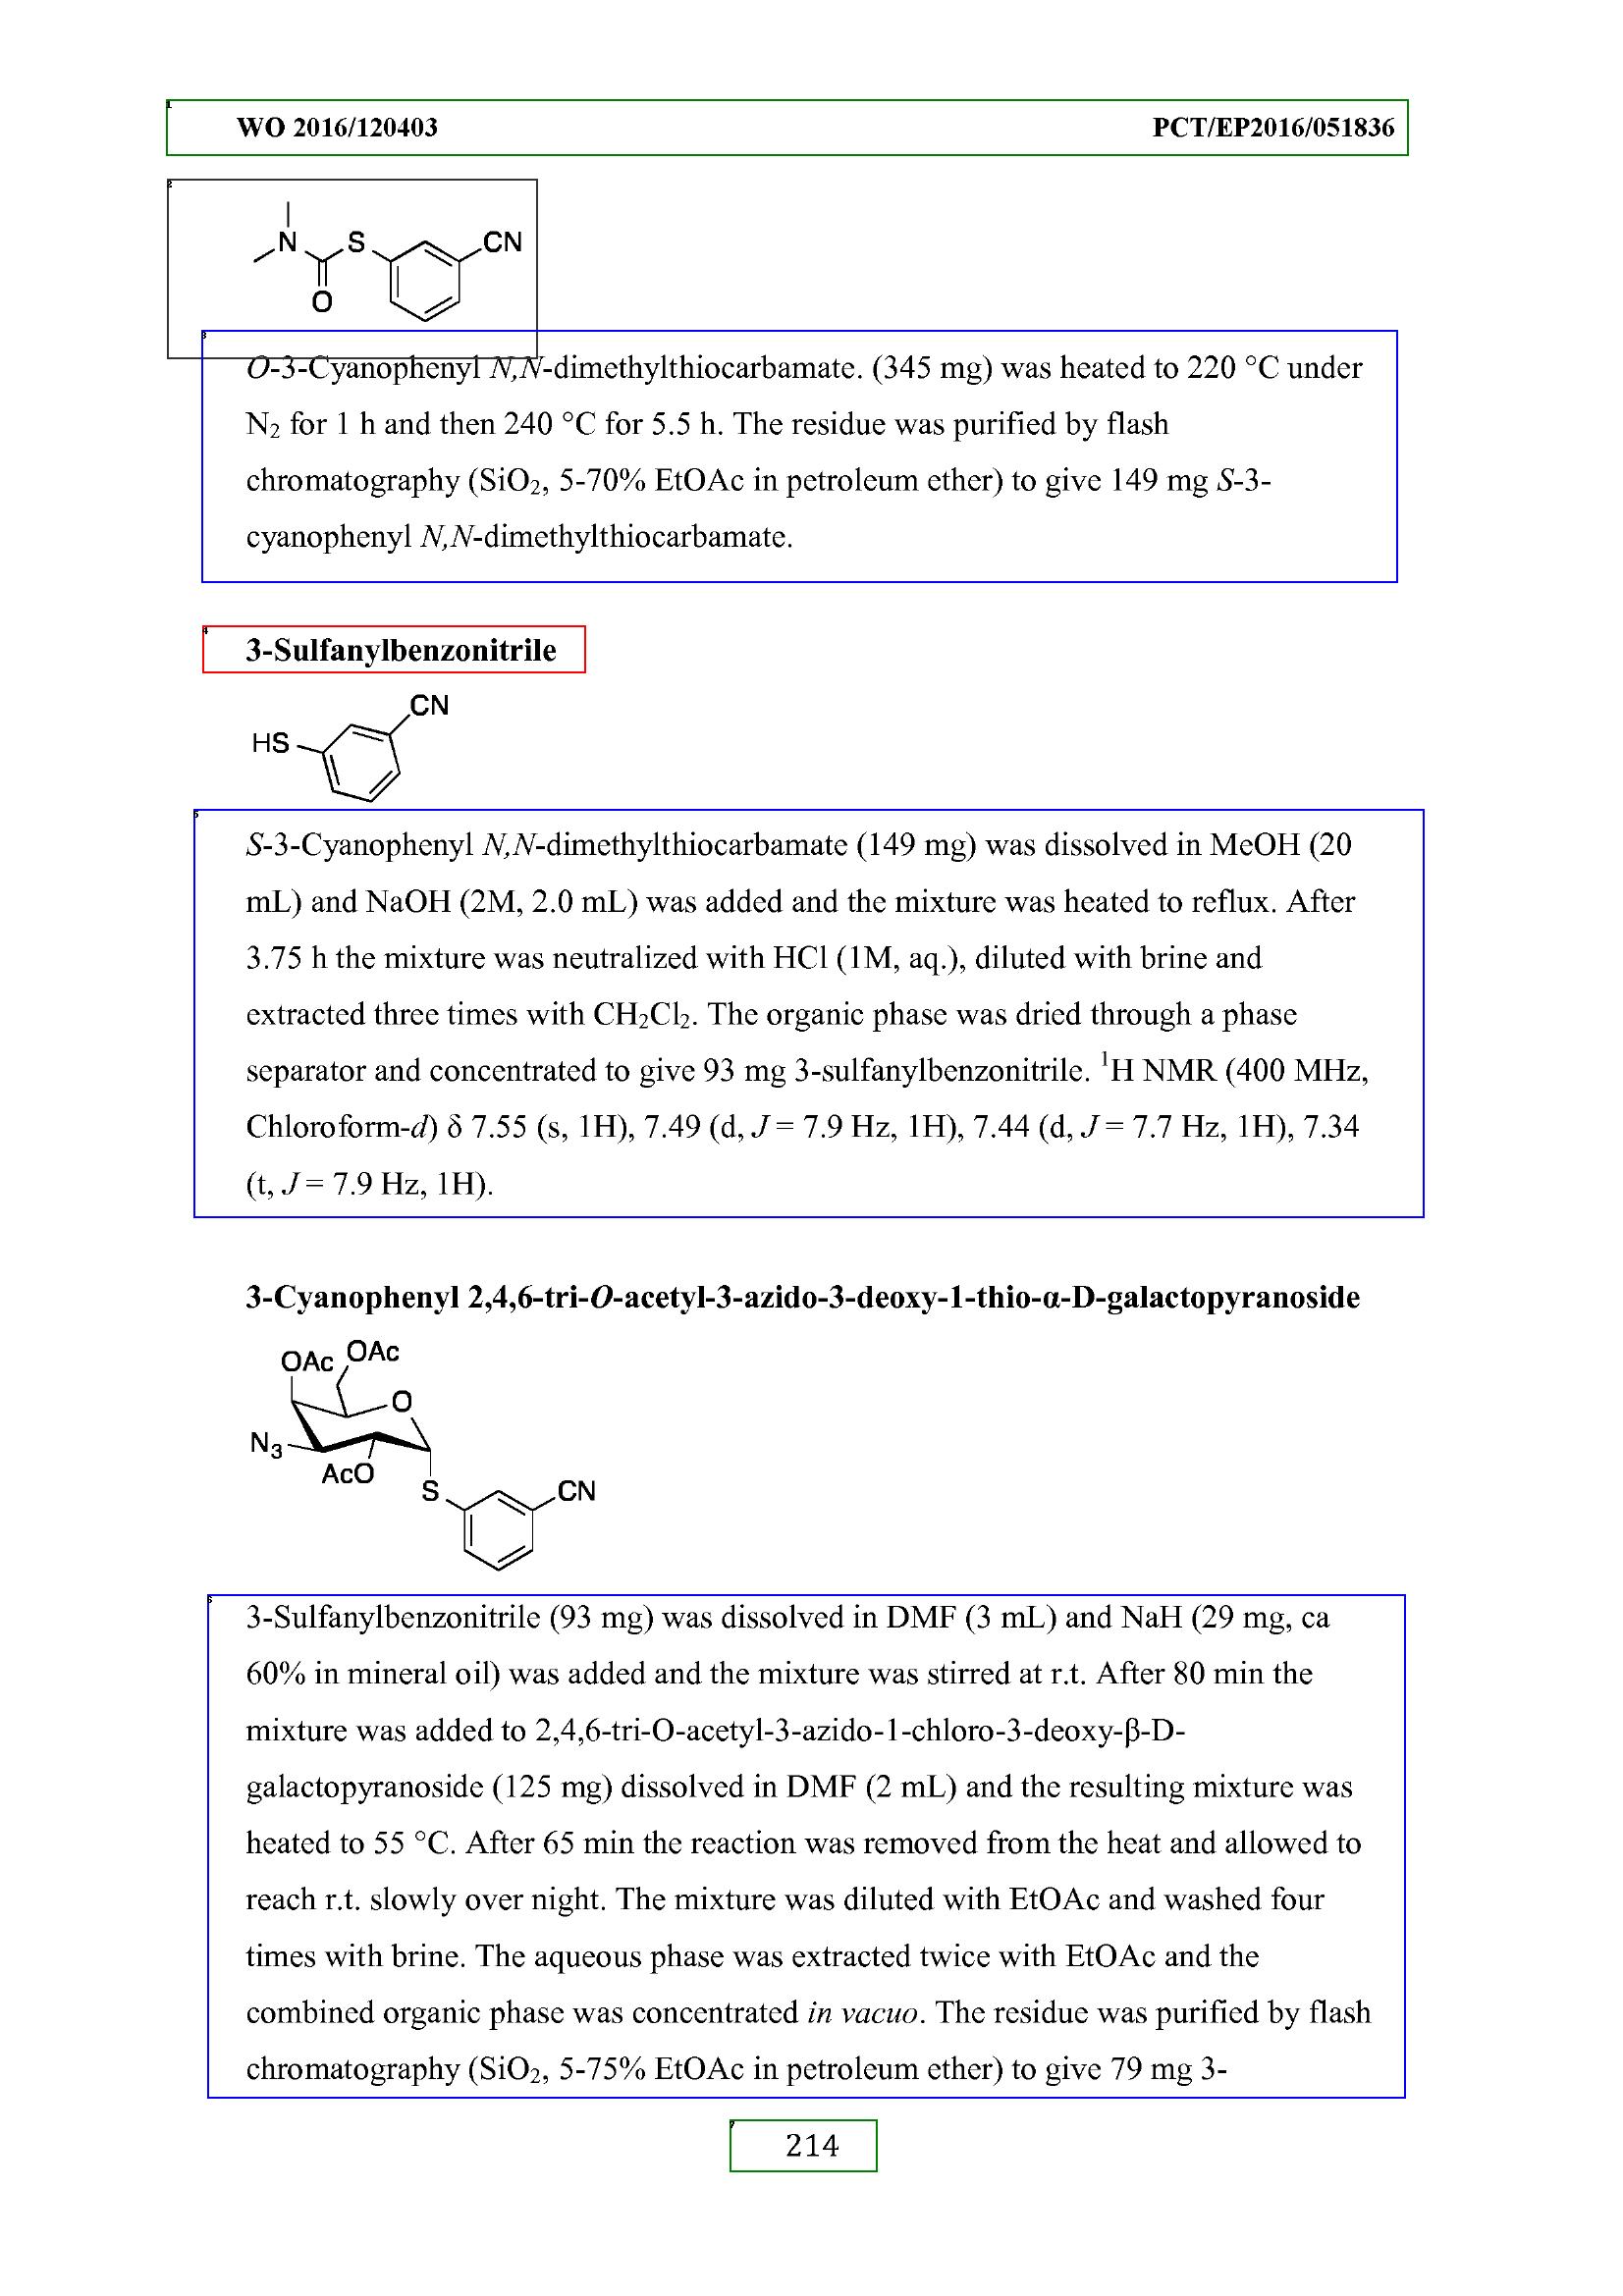 WO 2016/120403 PCT/EP2016/051836
N S CN
O
O-3-Cyanophenyl N,N-dimethylthiocarbamate. (345 mg) was heated to 220 °C under
N₂ for 1 h and then 240 °C for 5.5 h. The residue was purified by flash
chromatography (SiO₂, 5-70% EtOAc in petroleum ether) to give 149 mg S-3-
cyanophenyl N,N-dimethylthiocarbamate.
3-Sulfanylbenzonitrile
CN
HS
S-3-Cyanophenyl N,N-dimethylthiocarbamate (149 mg) was dissolved in MeOH (20
mL) and NaOH (2M, 2.0 mL) was added and the mixture was heated to reflux. After
3.75 h the mixture was neutralized with HCl (1M, aq.), diluted with brine and
extracted three times with CH₂Cl₂. The organic phase was dried through a phase
separator and concentrated to give 93 mg 3-sulfanylbenzonitrile. ¹H NMR (400 MHz,
Chloroform-d) δ 7.55 (s, 1H), 7.49 (d, J = 7.9 Hz, 1H), 7.44 (d, J = 7.7 Hz, 1H), 7.34
(t, J = 7.9 Hz, 1H).
3-Cyanophenyl 2,4,6-tri-O-acetyl-3-azido-3-deoxy-1-thio-α-D-galactopyranoside
OAc OAc
O
N₃
AcO
S CN
3-Sulfanylbenzonitrile (93 mg) was dissolved in DMF (3 mL) and NaH (29 mg, ca
60% in mineral oil) was added and the mixture was stirred at r.t. After 80 min the
mixture was added to 2,4,6-tri-O-acetyl-3-azido-1-chloro-3-deoxy-β-D-
galactopyranoside (125 mg) dissolved in DMF (2 mL) and the resulting mixture was
heated to 55 °C. After 65 min the reaction was removed from the heat and allowed to
reach r.t. slowly over night. The mixture was diluted with EtOAc and washed four
times with brine. The aqueous phase was extracted twice with EtOAc and the
combined organic phase was concentrated in vacuo. The residue was purified by flash
chromatography (SiO₂, 5-75% EtOAc in petroleum ether) to give 79 mg 3-
214